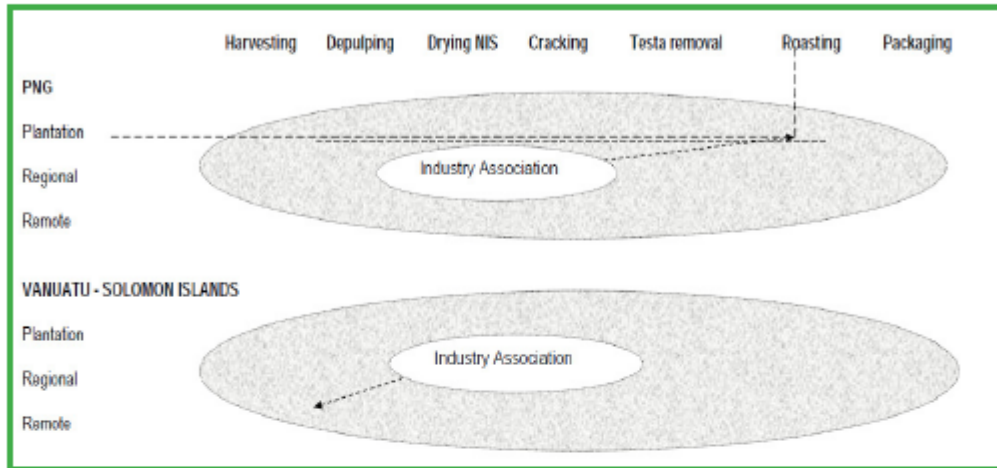 Harvesting Depulping Drying NIS Cracking Testa removal Roasting Packaging
PNG
Plantation
Industry Association
Regional
Remote
VANUATU - SOLOMON ISLANDS
Plantation
Industry Association
Regional
Remote